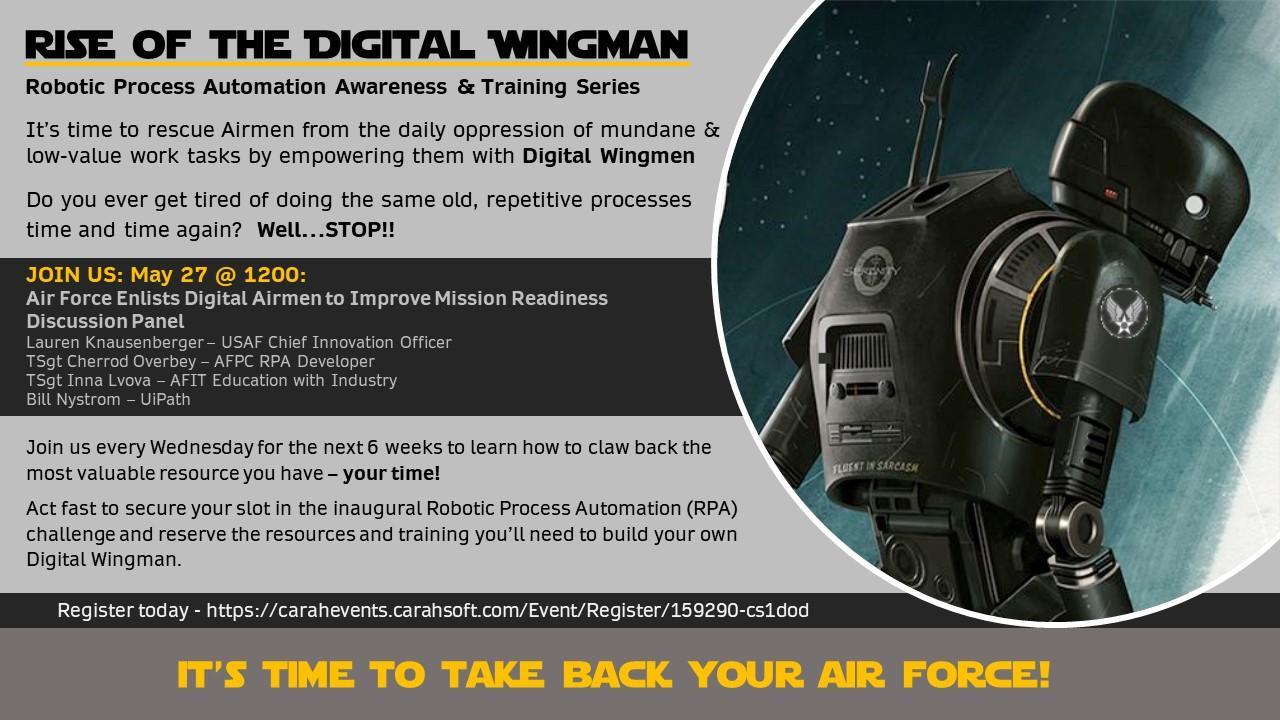 RISE OF THE DIGITAL WINGMAN
Robotic Process Automation Awareness & Training Series
It's time to rescue Airmen from the daily oppression of mundane &
low-value work tasks by empowering them with Digital Wingmen
Do you ever get tired of doing the same old, repetitive processes
time and time again? Well...STOP!!
JOIN US: May 27 @ 1200:
Air Force Enlists Digital Airmen to Improve Mission Readiness
Discussion Panel
Lauren Knausenberger – USAF Chief Innovation Officer
TSgt Cherrod Overbey – AFPC RPA Developer
TSgt Inna Lvova – AFIT Education with Industry
Bill Nystrom – UiPath
Join us every Wednesday for the next 6 weeks to learn how to claw back the
most valuable resource you have – your time!
Act fast to secure your slot in the inaugural Robotic Process Automation (RPA)
challenge and reserve the resources and training you'll need to build your own
Digital Wingman.
Register today - https://carahevents.carahsoft.com/Event/Register/159290-cs1dod
IT'S TIME TO TAKE BACK YOUR AIR FORCE!
SERENITY
FLUENT IN SARCASM